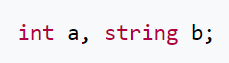 int a, string b;